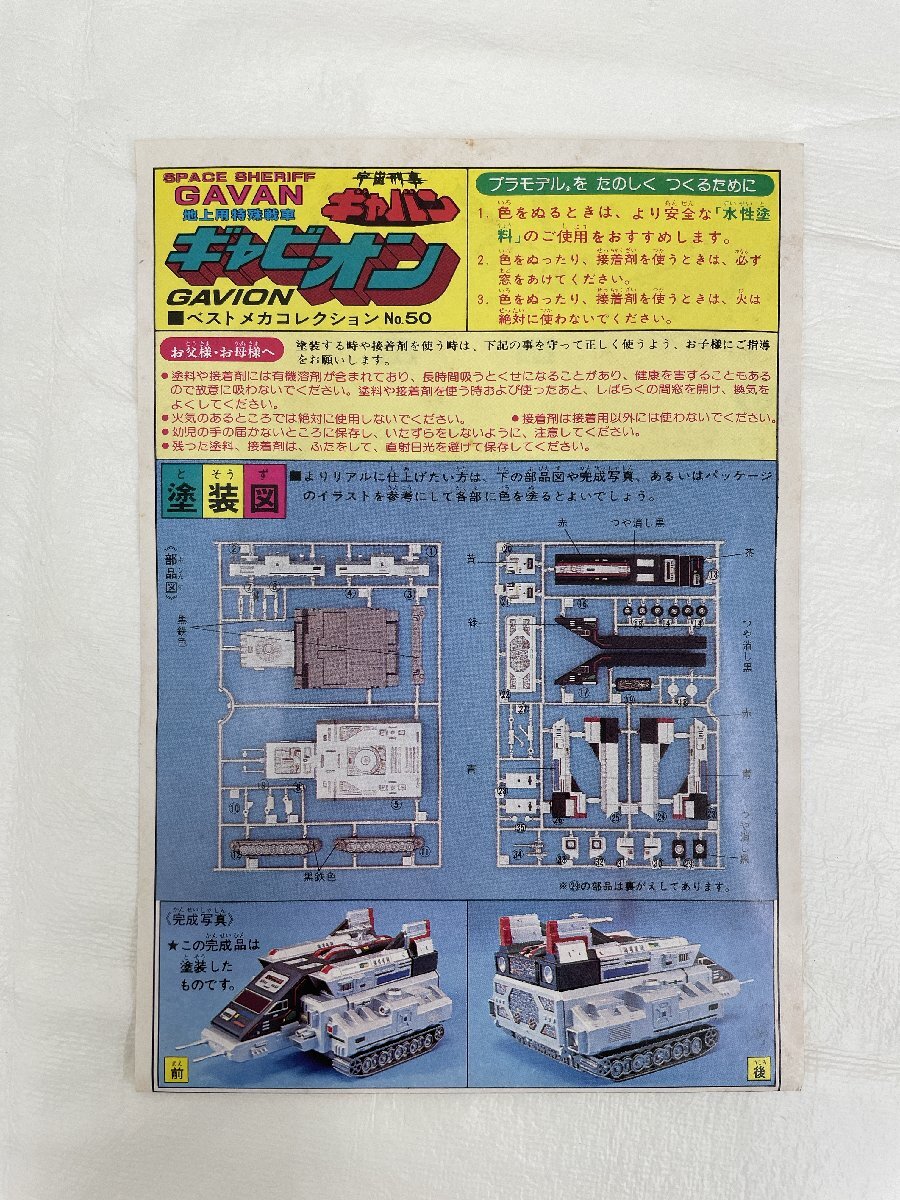 SPACE SHERIFF
GAVAN
宇宙刑事
ギャバン
地上用特殊戦車
ギャビオン
GAVION
■ベストメカコレクション No.50
プラモデル®を たのしく つくるために
1. 色をぬるときは、より安全な「水性塗
料」のご使用をおすすめします。
2. 色をぬったり、接着剤を使うときは、必ず
窓をあけてください。
3. 色をぬったり、接着剤を使うときは、火は
絶対に使わないでください。
お父様・お母様へ
塗装する時や接着剤を使う時は、下記の事を守って正しく使うよう、お子様にご指導
をお願いします。
●塗料や接着剤には有機溶剤が含まれており、長時間吸うとくせになることがあり、健康を害することもある
ので故意に吸わないでください。塗料や接着剤を使う時および使ったあと、しばらくの間窓を開け、換気を
よくしてください。
●火気のあるところでは絶対に使用しないでください。 ●接着剤は接着用以外には使わないでください。
●幼児の手の届かないところに保存し、いたずらをしないように、注意してください。
●残った塗料、接着剤は、ふたをして、直射日光を避けて保存してください。
とそうず
塗装図
■よりリアルに仕上げたい方は、下の部品図や完成写真、あるいはパッケージ
のイラストを参考にして各部に色を塗るとよいでしょう。
《部品図》
黒鉄色
黒鉄色
赤
つや消し黒
茶
つや消し黒
赤
青
※㉙の部品は裏がえしてあります。
《完成写真》
★この完成品は
塗装した
ものです。
まえ
前
うしろ
後